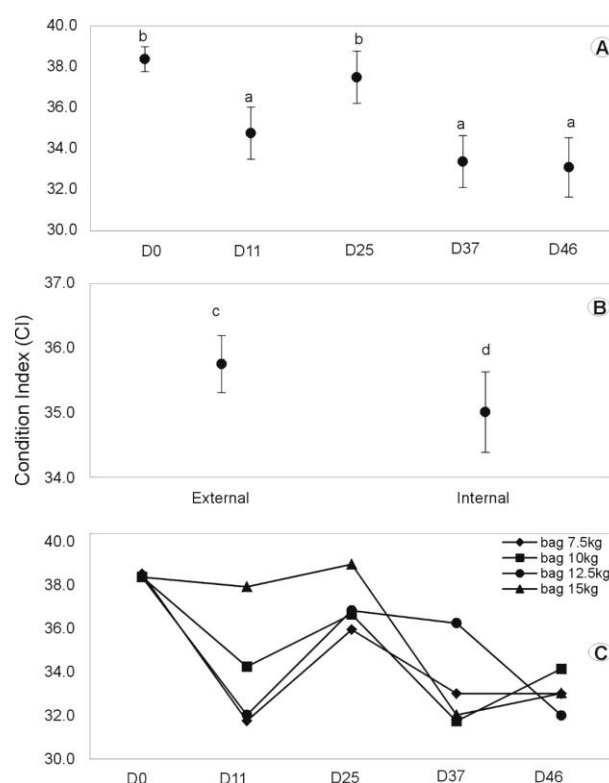 40.0
b
b
A
38.0
a
36.0
a
a
34.0
32.0
30.0
D0 D11 D25 D37 D46
37.0
B
c
36.0
d
35.0
34.0
External Internal
Condition Index (CI)
40.0
bag 7.5kg
bag 10kg
38.0
bag 12.5kg
bag 15kg
36.0
C
34.0
32.0
30.0
D0 D11 D25 D37 D46